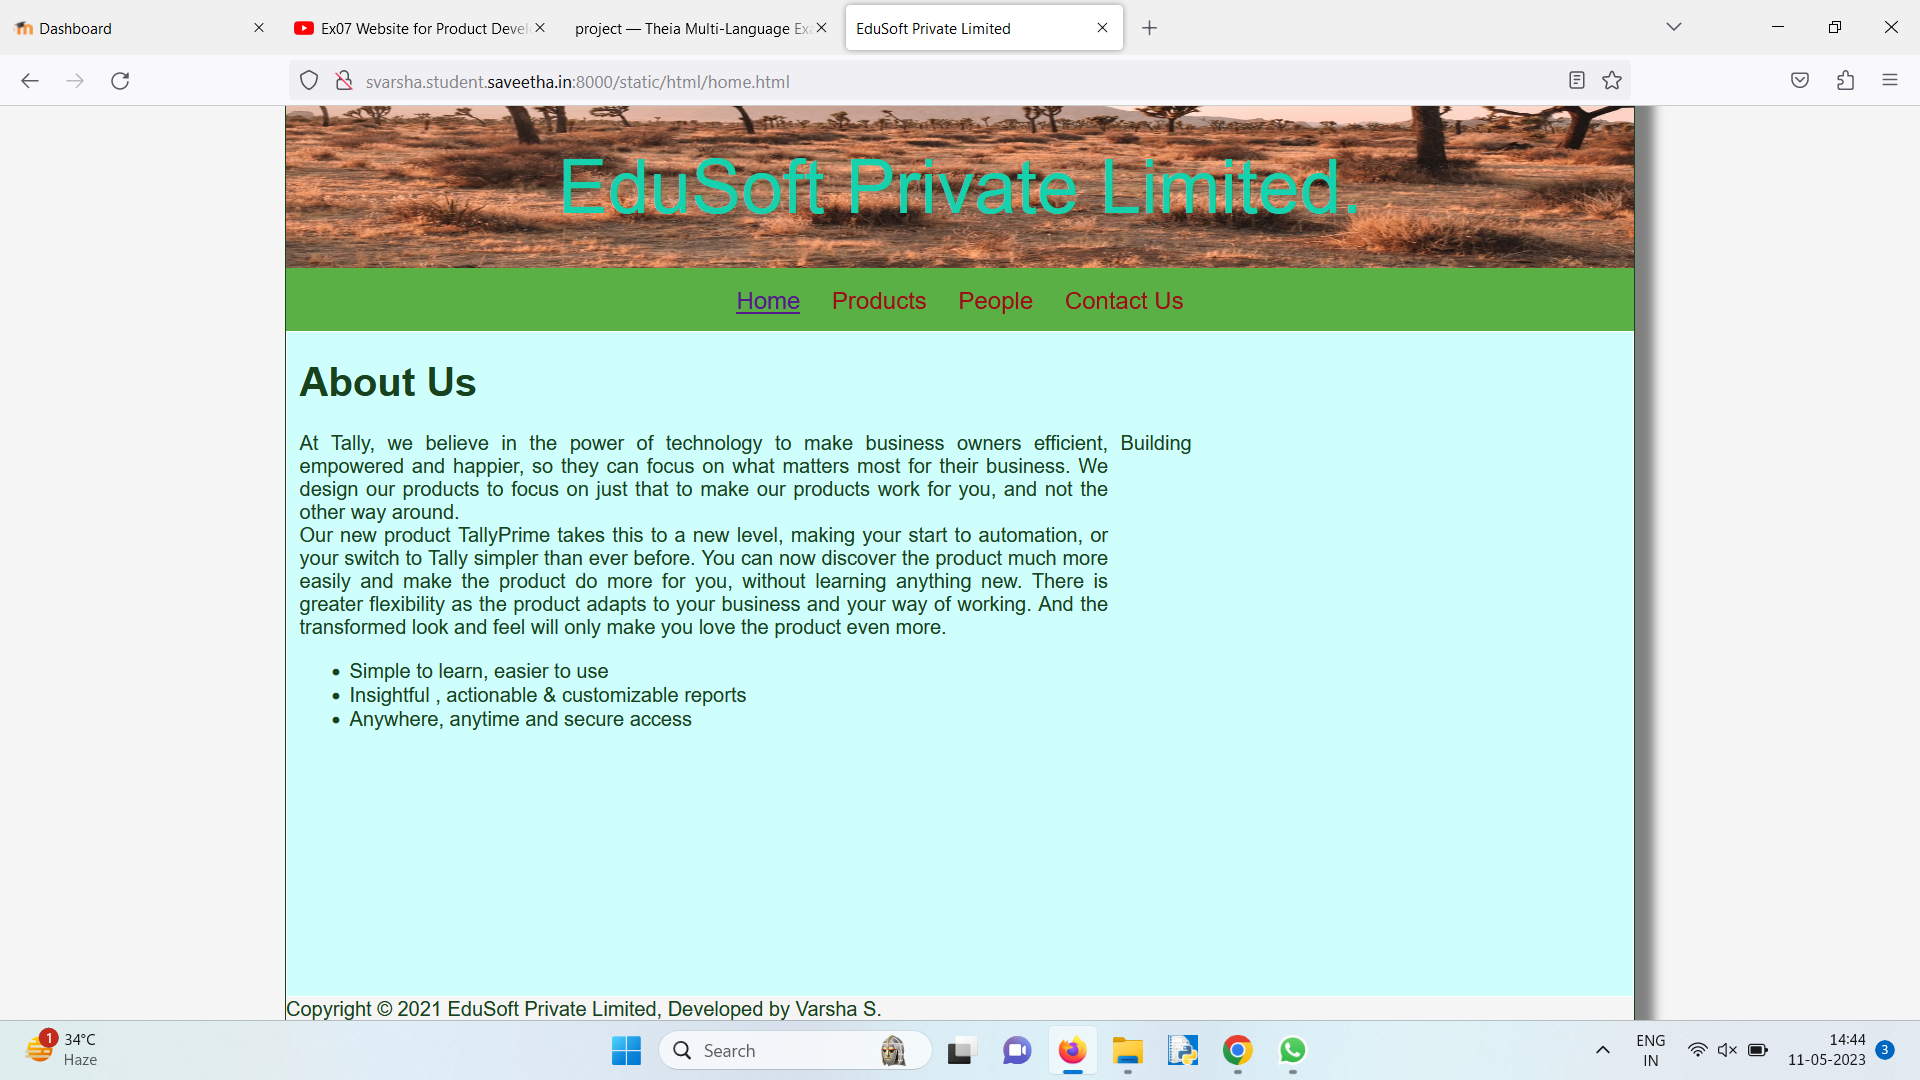 Dashboard
Ex07 Website for Product Devel
project — Theia Multi-Language Exa
EduSoft Private Limited
svarsha.student.saveetha.in:8000/static/html/home.html
EduSoft Private Limited.
Home Products People Contact Us
About Us
At Tally, we believe in the power of technology to make business owners efficient,
empowered and happier, so they can focus on what matters most for their business. We
design our products to focus on just that to make our products work for you, and not the
other way around.
Our new product TallyPrime takes this to a new level, making your start to automation, or
your switch to Tally simpler than ever before. You can now discover the product much more
easily and make the product do more for you, without learning anything new. There is
greater flexibility as the product adapts to your business and your way of working. And the
transformed look and feel will only make you love the product even more.
Building
• Simple to learn, easier to use
• Insightful , actionable & customizable reports
• Anywhere, anytime and secure access
Copyright © 2021 EduSoft Private Limited, Developed by Varsha S.
1
34°C
Haze
Search
ENG
IN
14:44
11-05-2023
3